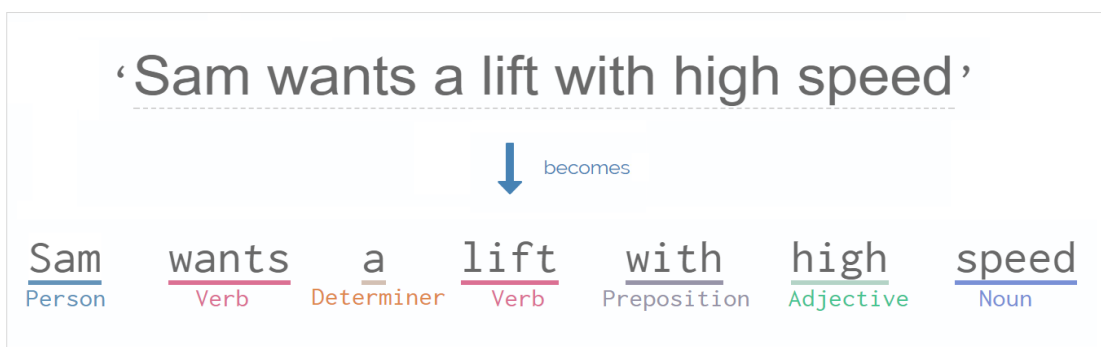 ‘Sam wants a lift with high speed’
becomes
Sam wants a lift with high speed
Person Verb Determiner Verb Preposition Adjective Noun